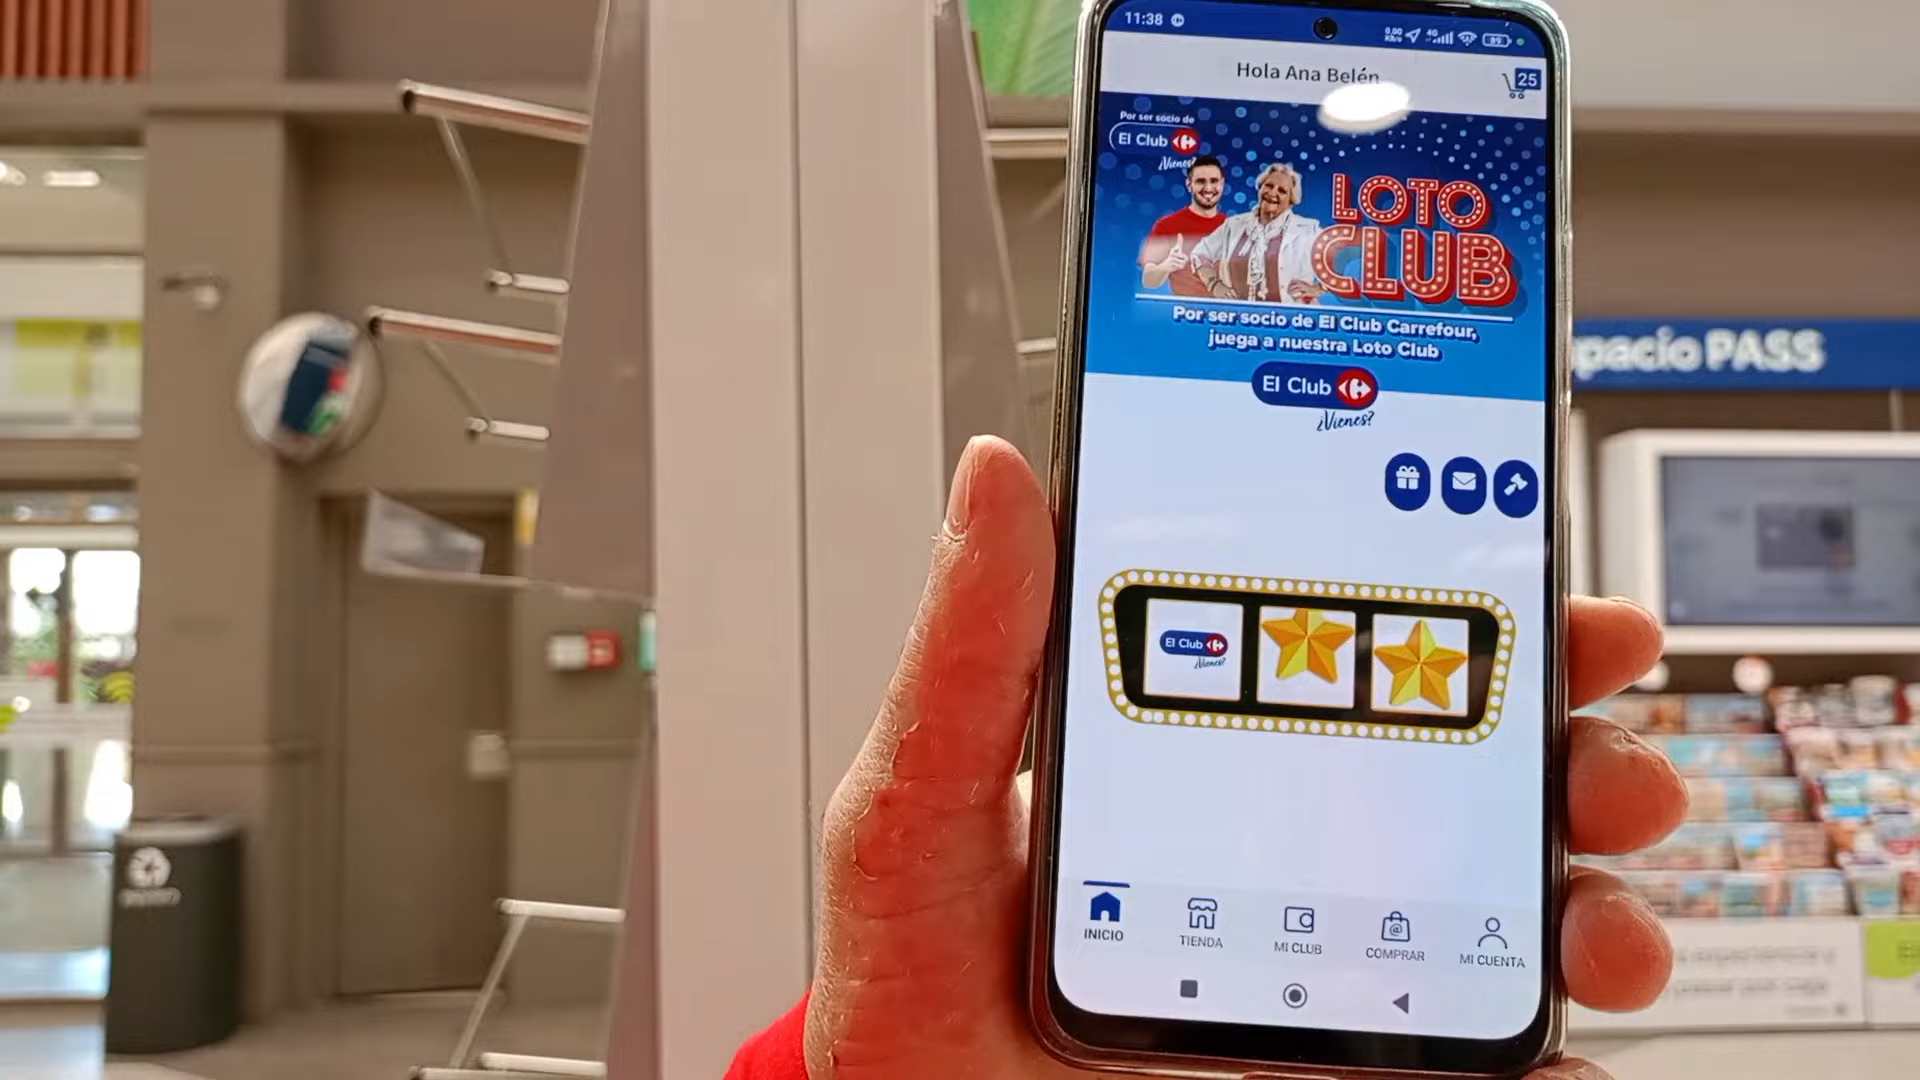 11:38
4G
89
Hola Ana Belén
25
Por ser socio de
El Club
¿Vienes?
LOTO
CLUB
Por ser socio de El Club Carrefour,
juega a nuestra Loto Club
El Club
¿Vienes?
El Club
¿Vienes?
INICIO
TIENDA
MI CLUB
COMPRAR
MI CUENTA
pacio PASS